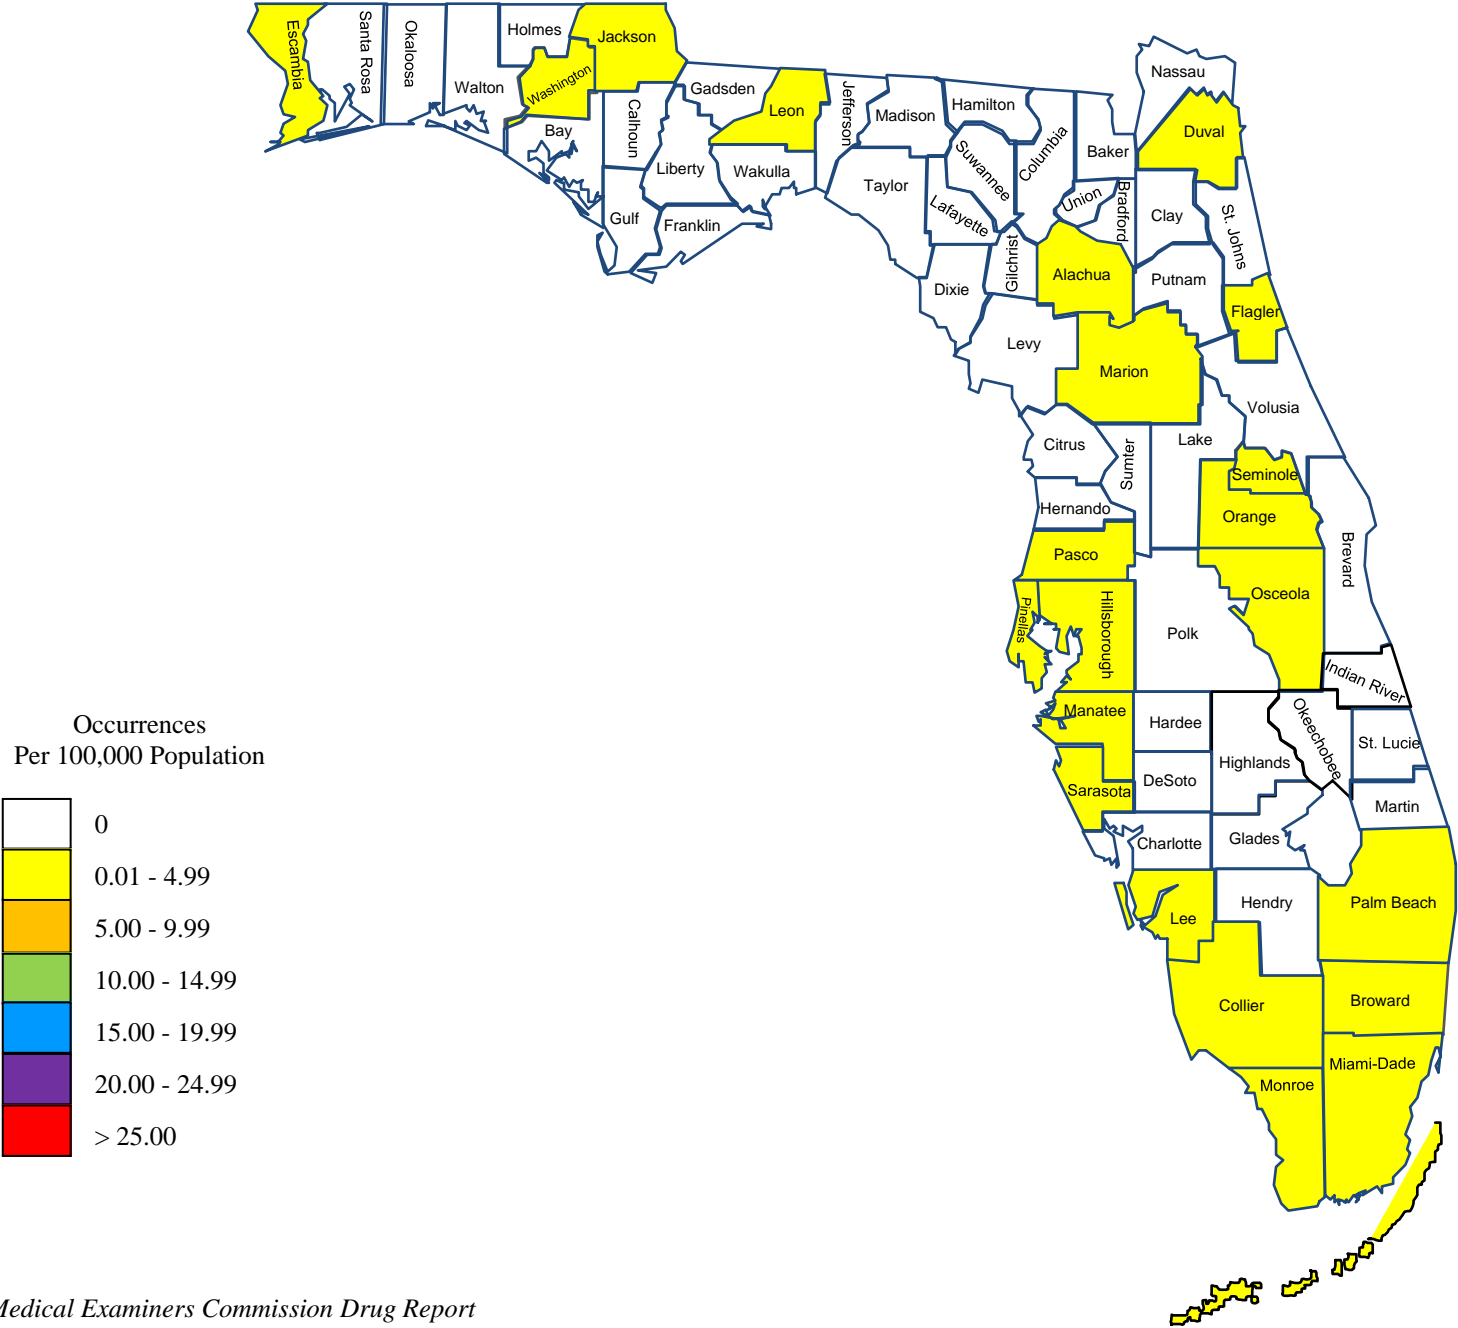 Escambia
Santa Rosa
Okaloosa
Walton
Holmes
Washington
Jackson
Bay
Calhoun
Gulf
Gadsden
Liberty
Franklin
Leon
Wakulla
Jefferson
Madison
Taylor
Hamilton
Suwannee
Lafayette
Columbia
Dixie
Gilchrist
Baker
Union
Bradford
Nassau
Duval
Clay
St. Johns
Alachua
Putnam
Flagler
Levy
Marion
Volusia
Citrus
Sumter
Lake
Seminole
Hernando
Orange
Pasco
Brevard
Pinellas
Hillsborough
Polk
Osceola
Indian River
Manatee
Hardee
Highlands
Okeechobee
St. Lucie
Sarasota
DeSoto
Martin
Charlotte
Glades
Lee
Hendry
Palm Beach
Collier
Broward
Monroe
Miami-Dade
Occurrences
Per 100,000 Population
0
0.01 - 4.99
5.00 - 9.99
10.00 - 14.99
15.00 - 19.99
20.00 - 24.99
> 25.00
Medical Examiners Commission Drug Report